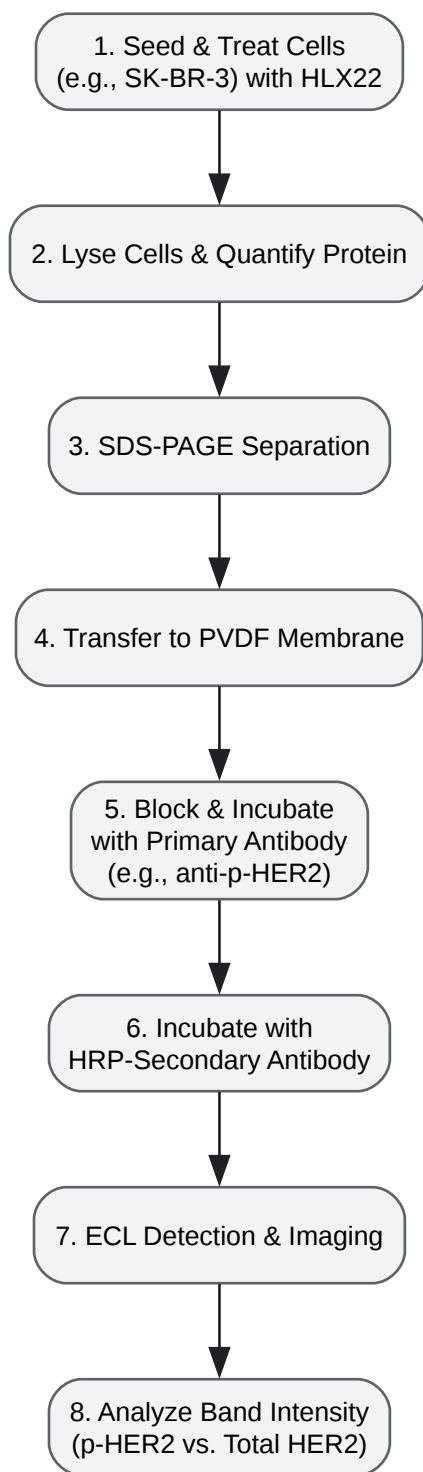 1. Seed & Treat Cells
(e.g., SK-BR-3) with HLX22
2. Lyse Cells & Quantify Protein
3. SDS-PAGE Separation
4. Transfer to PVDF Membrane
5. Block & Incubate
with Primary Antibody
(e.g., anti-p-HER2)
6. Incubate with
HRP-Secondary Antibody
7. ECL Detection & Imaging
8. Analyze Band Intensity
(p-HER2 vs. Total HER2)